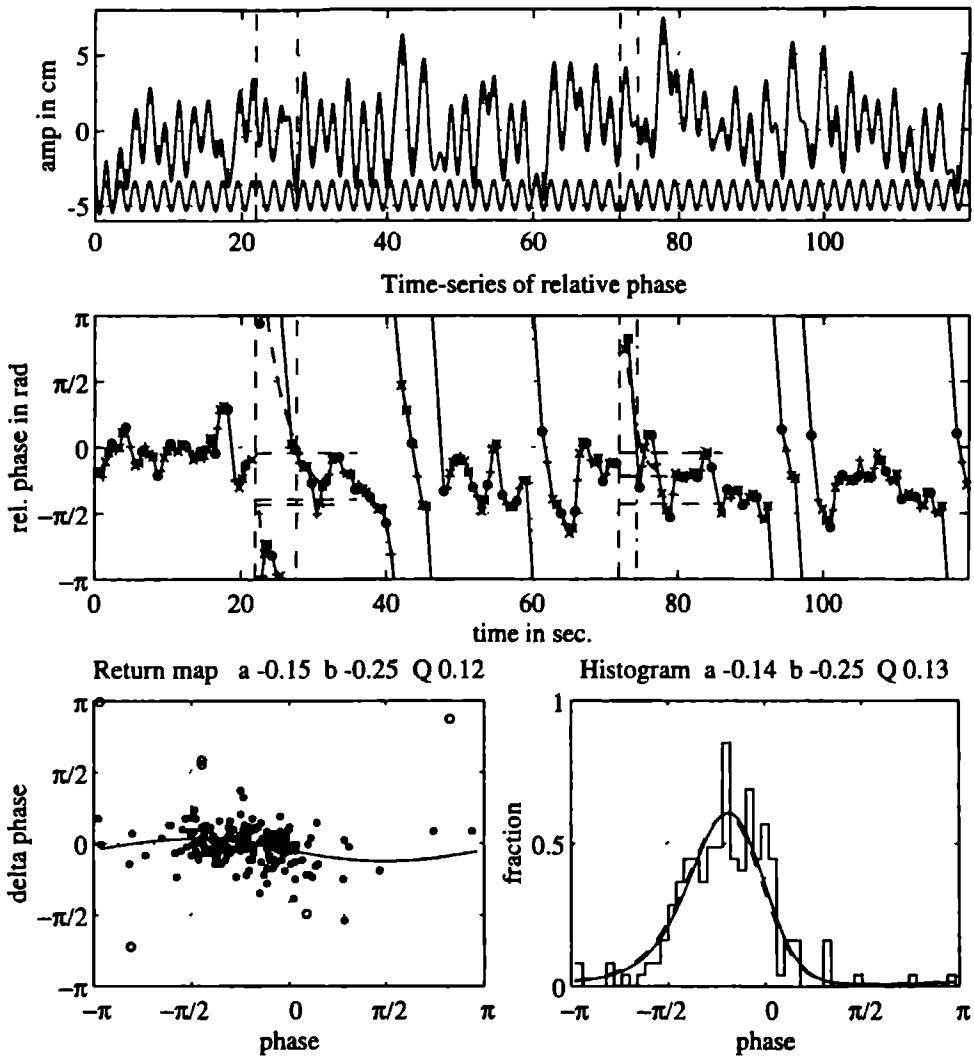 amp in cm
5
0
-5
0 20 40 60 80 100
Time-series of relative phase
rel. phase in rad
π
π/2
0
−π/2
−π
0 20 40 60 80 100
time in sec.
Return map a -0.15 b -0.25 Q 0.12
delta phase
π
π/2
0
−π/2
−π
−π −π/2 0 π/2 π
phase
Histogram a -0.14 b -0.25 Q 0.13
fraction
1
0.5
0
−π −π/2 0 π/2 π
phase